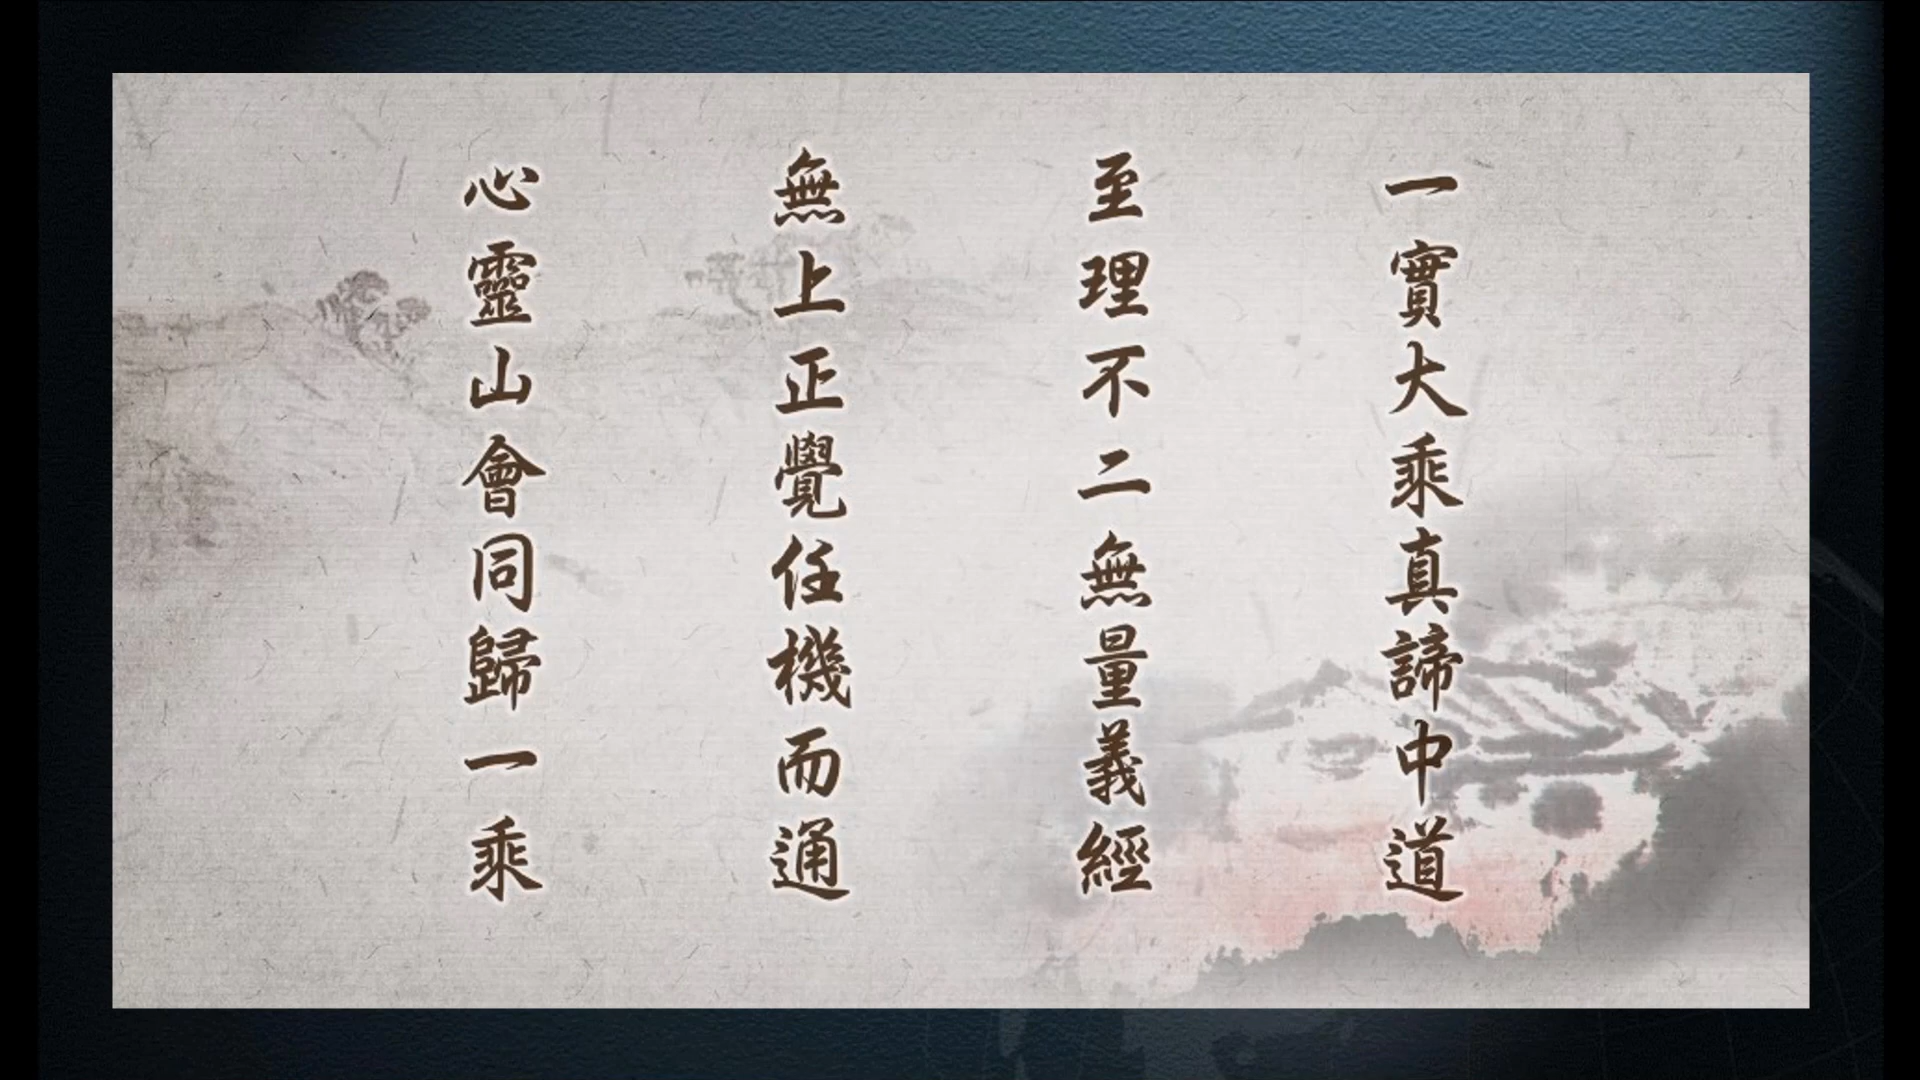 一實大乘真諦中道
至理不二無量義經
無上正覺任機而通
心靈山會同歸一乘